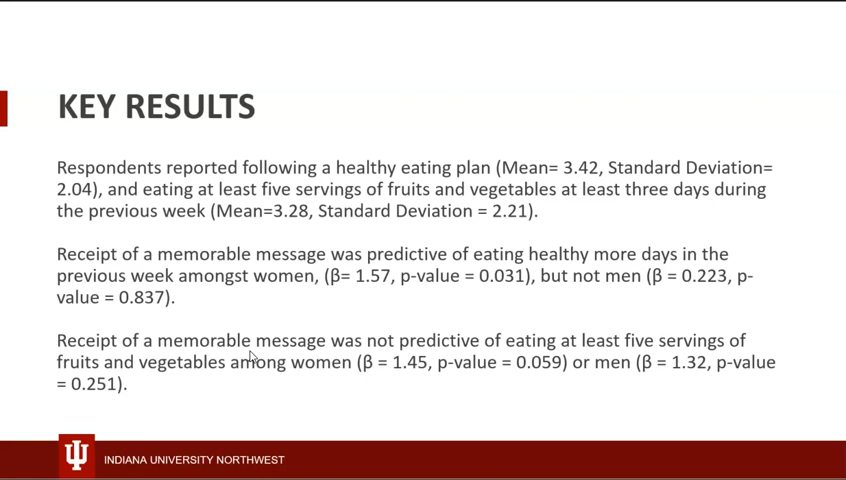 KEY RESULTS
Respondents reported following a healthy eating plan (Mean= 3.42, Standard Deviation=
2.04), and eating at least five servings of fruits and vegetables at least three days during
the previous week (Mean=3.28, Standard Deviation = 2.21).
Receipt of a memorable message was predictive of eating healthy more days in the
previous week amongst women, (β= 1.57, p-value = 0.031), but not men (β = 0.223, p-
value = 0.837).
Receipt of a memorable message was not predictive of eating at least five servings of
fruits and vegetables among women (β = 1.45, p-value = 0.059) or men (β = 1.32, p-value
= 0.251).
INDIANA UNIVERSITY NORTHWEST